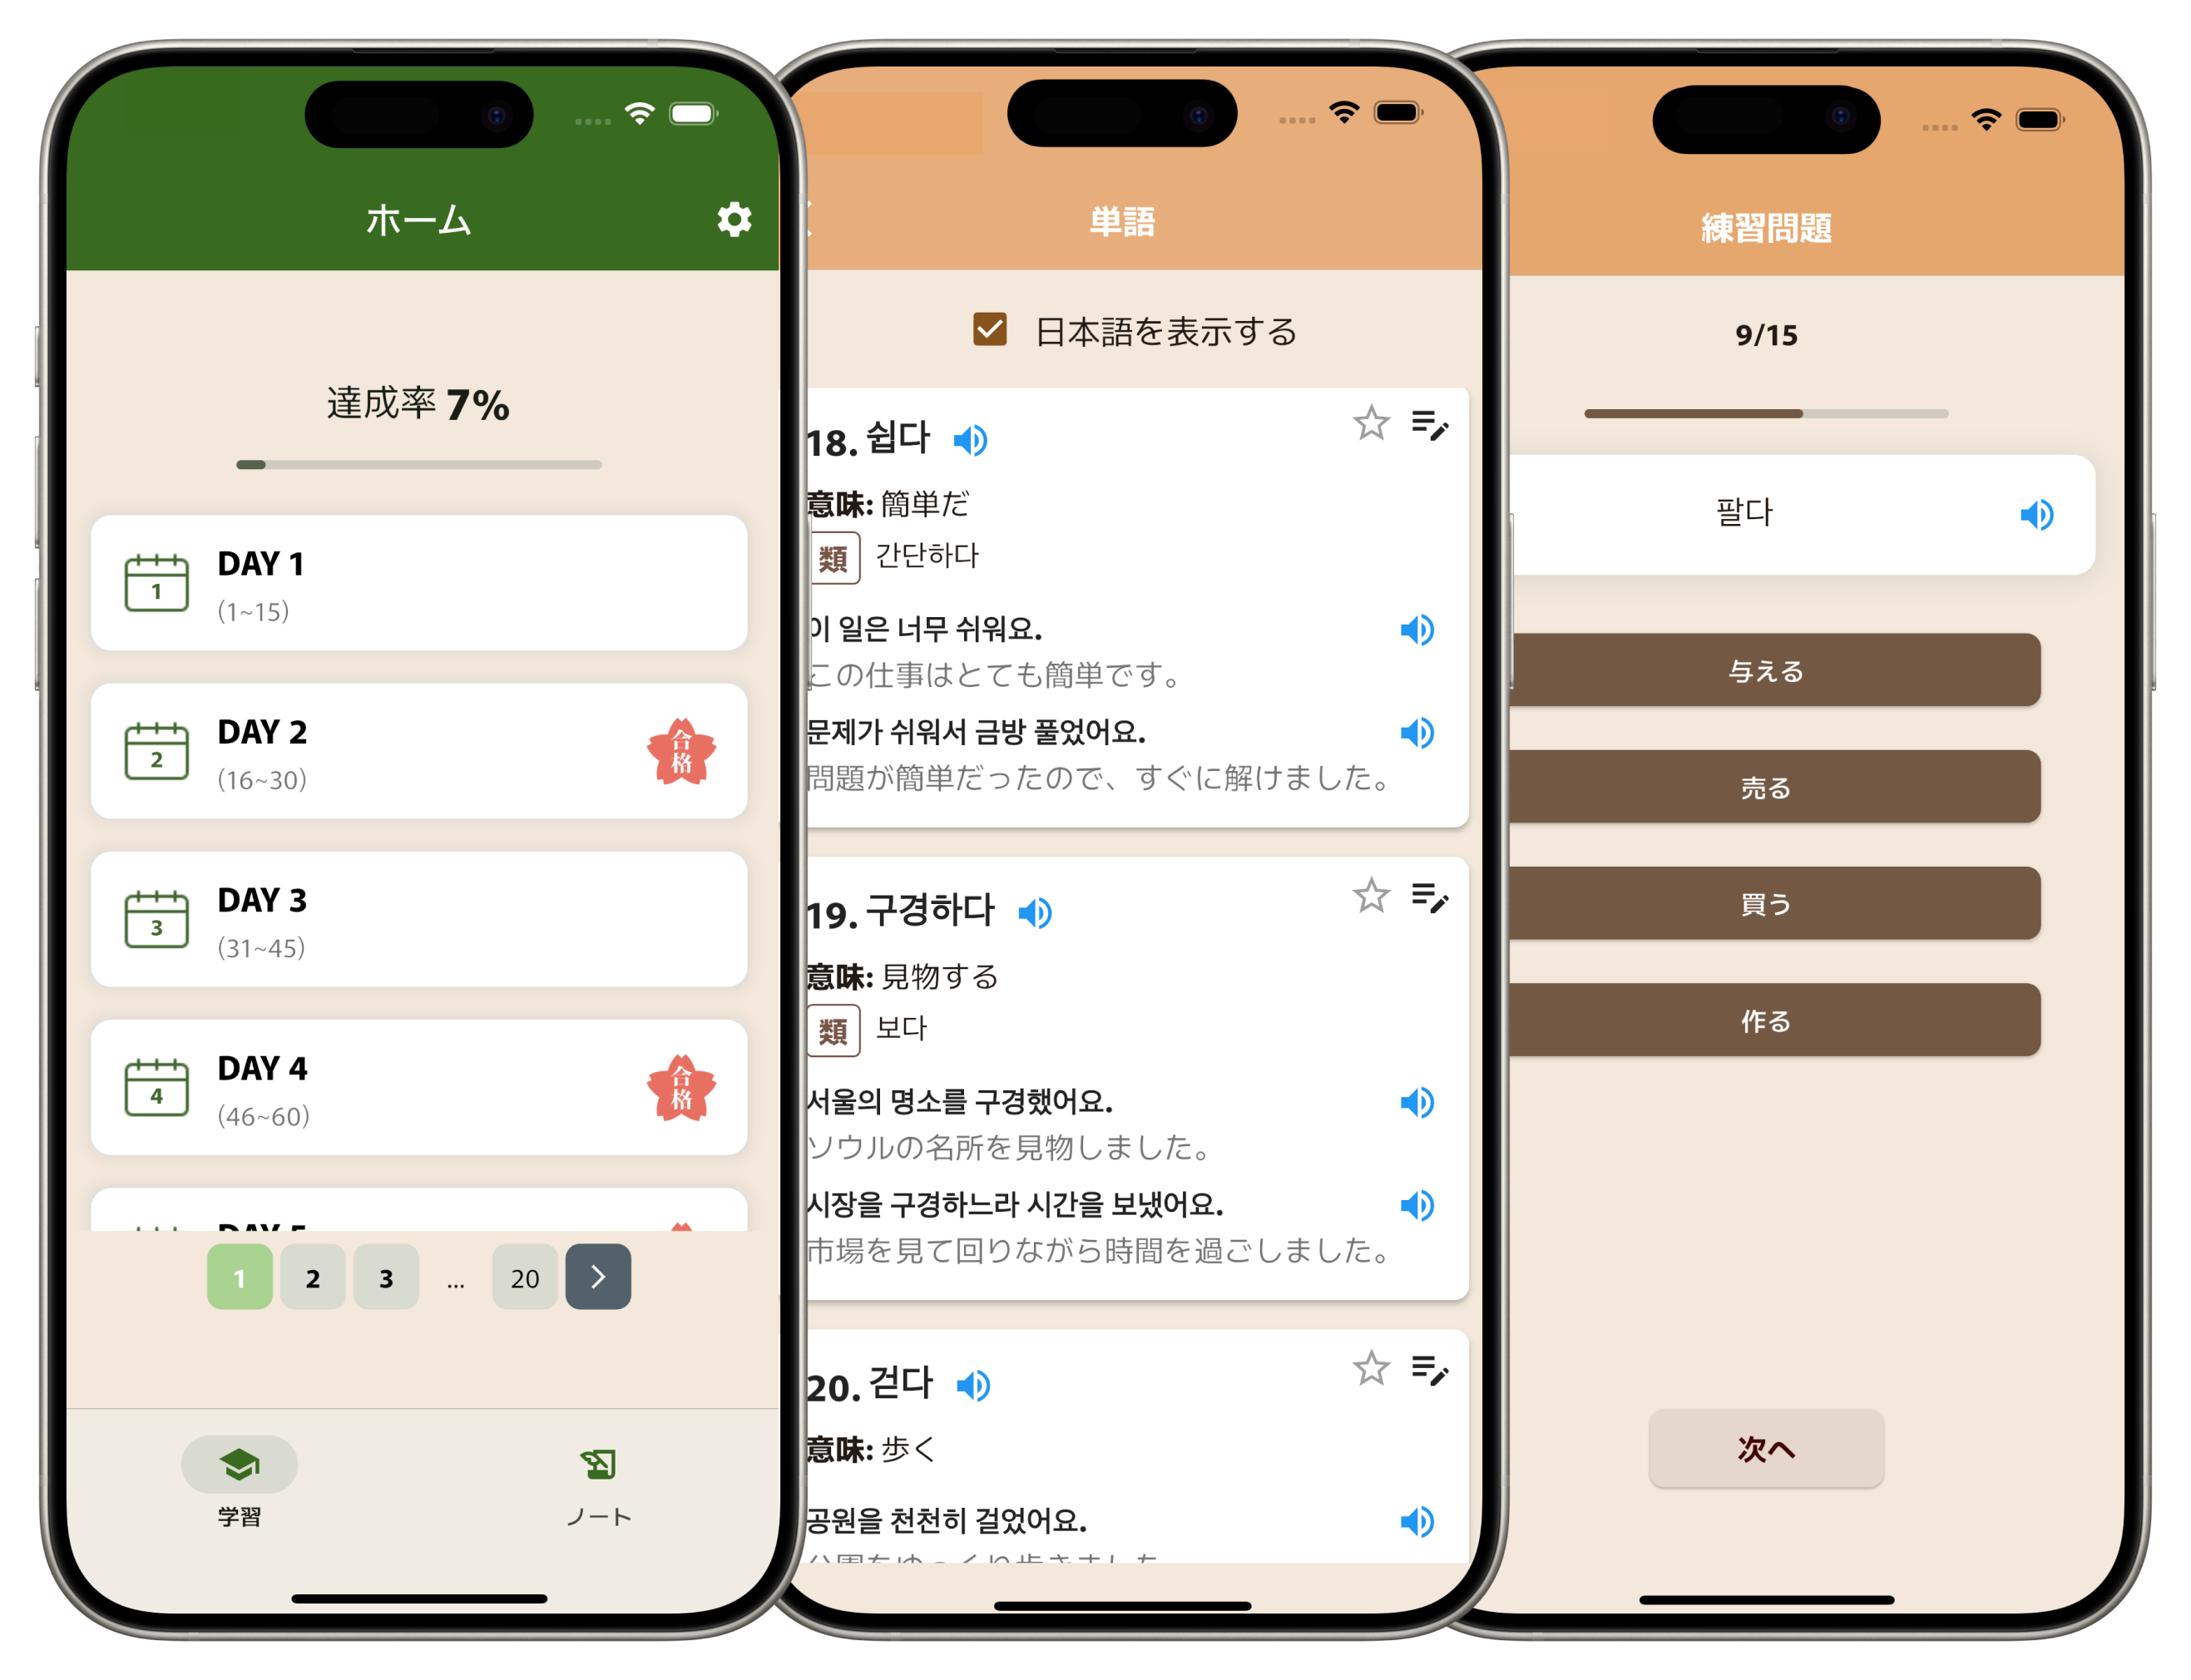 ホーム
達成率 7%
1
DAY 1
(1~15)
2
DAY 2
(16~30)
合格
3
DAY 3
(31~45)
4
DAY 4
(46~60)
合格
1 2 3 ... 20
学習
ノート
単語
日本語を表示する
18. 쉽다
意味: 簡単だ
類 간단하다
이 일은 너무 쉬워요.
この仕事はとても簡単です。
문제가 쉬워서 금방 풀었어요.
問題が簡単だったので、すぐに解けました。
19. 구경하다
意味: 見物する
類 보다
서울의 명소를 구경했어요.
ソウルの名所を見物しました。
시장을 구경하느라 시간을 보냈어요.
市場を見て回りながら時間を過ごしました。
20. 걷다
意味: 歩く
공원을 천천히 걸었어요.
練習問題
9/15
팔다
与える
売る
買う
作る
次へ